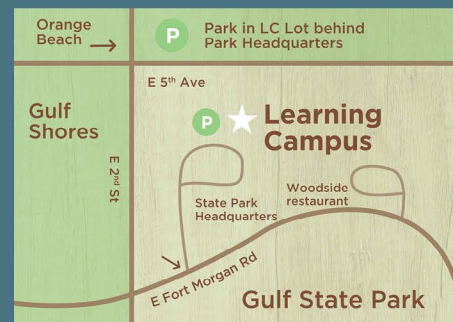 Orange
Beach
P
Park in LC Lot behind
Park Headquarters
E 5th Ave
Gulf
Shores
P
Learning
Campus
E 2nd St
State Park
Headquarters
Woodside
restaurant
E Fort Morgan Rd
Gulf State Park